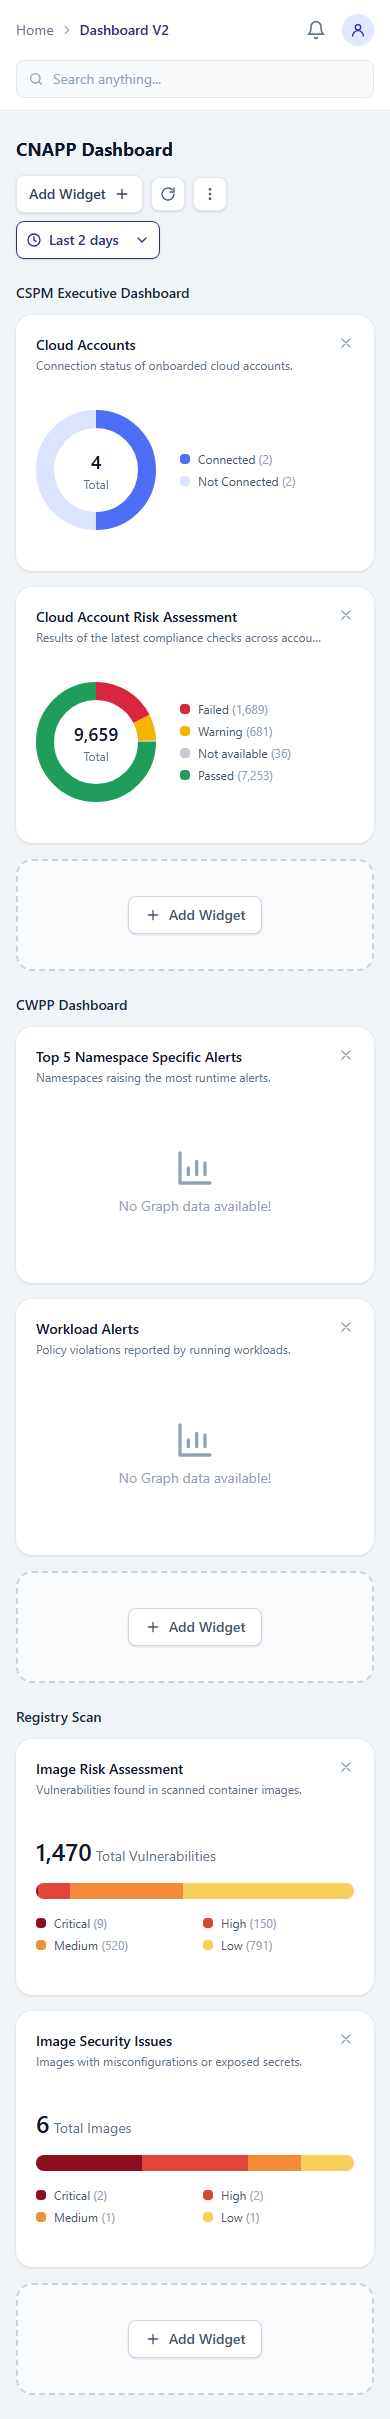 Home > Dashboard V2
Search anything...
CNAPP Dashboard
Add Widget +
Last 2 days
CSPM Executive Dashboard
Cloud Accounts
Connection status of onboarded cloud accounts.
4
Total
Connected (2)
Not Connected (2)
Cloud Account Risk Assessment
Results of the latest compliance checks across accou...
9,659
Total
Failed (1,689)
Warning (681)
Not available (36)
Passed (7,253)
+ Add Widget
CWPP Dashboard
Top 5 Namespace Specific Alerts
Namespaces raising the most runtime alerts.
No Graph data available!
Workload Alerts
Policy violations reported by running workloads.
No Graph data available!
+ Add Widget
Registry Scan
Image Risk Assessment
Vulnerabilities found in scanned container images.
1,470 Total Vulnerabilities
Critical (9) High (150)
Medium (520) Low (791)
Image Security Issues
Images with misconfigurations or exposed secrets.
6 Total Images
Critical (2) High (2)
Medium (1) Low (1)
+ Add Widget